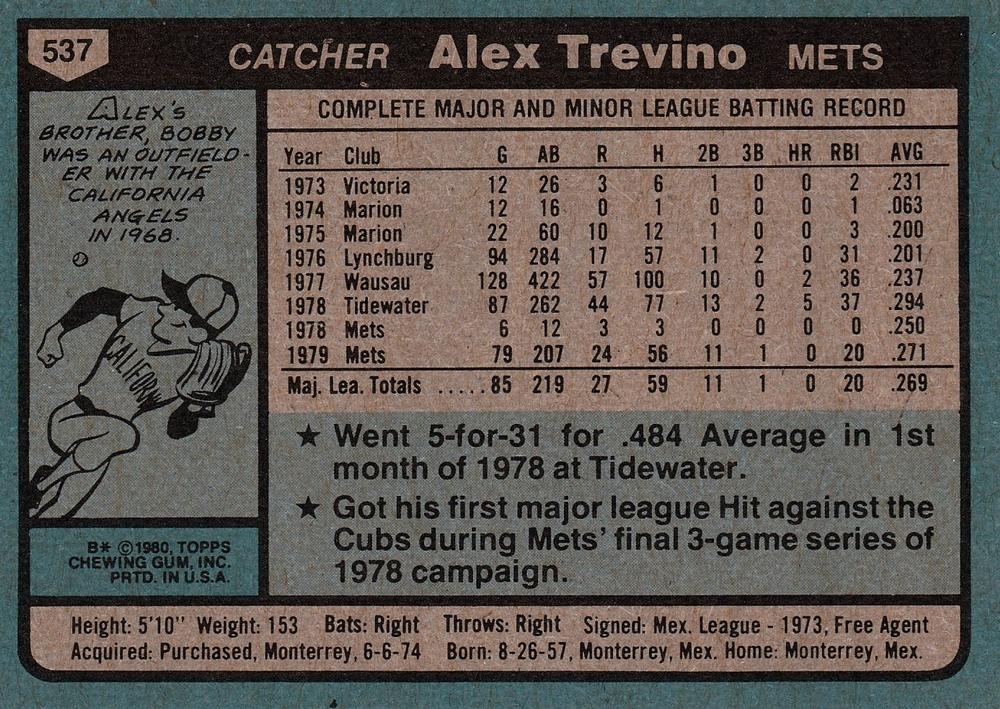 537
CATCHER Alex Trevino METS
ALEX'S
BROTHER, BOBBY
WAS AN OUTFIELD-
ER WITH THE
CALIFORNIA
ANGELS
IN 1968.
CALIFORN
B* ©1980, TOPPS
CHEWING GUM, INC.
PRTD. IN U.S.A.
COMPLETE MAJOR AND MINOR LEAGUE BATTING RECORD
Year Club G AB R H 2B 3B HR RBI AVG
1973 Victoria 12 26 3 6 1 0 0 2 .231
1974 Marion 12 16 0 1 0 0 0 1 .063
1975 Marion 22 60 10 12 1 0 0 3 .200
1976 Lynchburg 94 284 17 57 11 2 0 31 .201
1977 Wausau 128 422 57 100 10 0 2 36 .237
1978 Tidewater 87 262 44 77 13 2 5 37 .294
1978 Mets 6 12 3 3 0 0 0 0 .250
1979 Mets 79 207 24 56 11 1 0 20 .271
Maj. Lea. Totals .....85 219 27 59 11 1 0 20 .269
★ Went 5-for-31 for .484 Average in 1st
month of 1978 at Tidewater.
★ Got his first major league Hit against the
Cubs during Mets' final 3-game series of
1978 campaign.
Height: 5'10" Weight: 153 Bats: Right Throws: Right Signed: Mex. League - 1973, Free Agent
Acquired: Purchased, Monterrey, 6-6-74 Born: 8-26-57, Monterrey, Mex. Home: Monterrey, Mex.